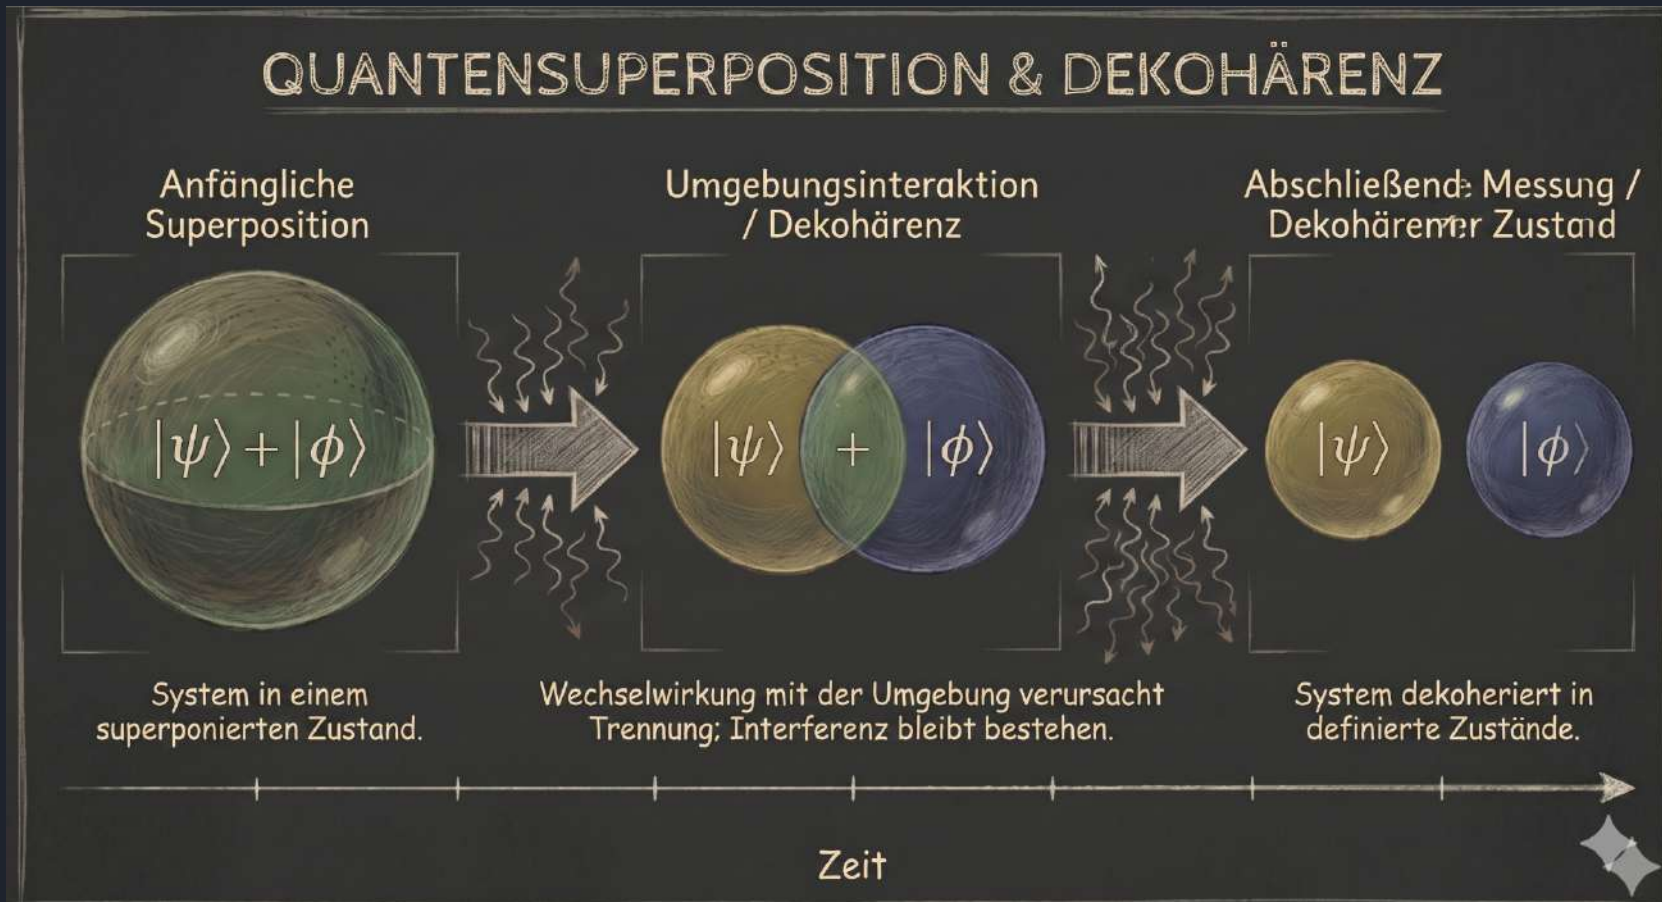 QUANTENSUPERPOSITION & DEKOHÄRENZ
Anfängliche
Superposition
Umgebungsinteraktion
/ Dekohärenz
Messung /
Zustand
|ψ⟩ + |ϕ⟩
|ψ⟩ + |ϕ⟩
|ψ⟩ |ϕ⟩
System in einem
superponierten Zustand.
Wechselwirkung mit der Umgebung verursacht
Trennung; Interferenz bleibt bestehen.
System dekoheriert in
definierte Zustände.
Zeit